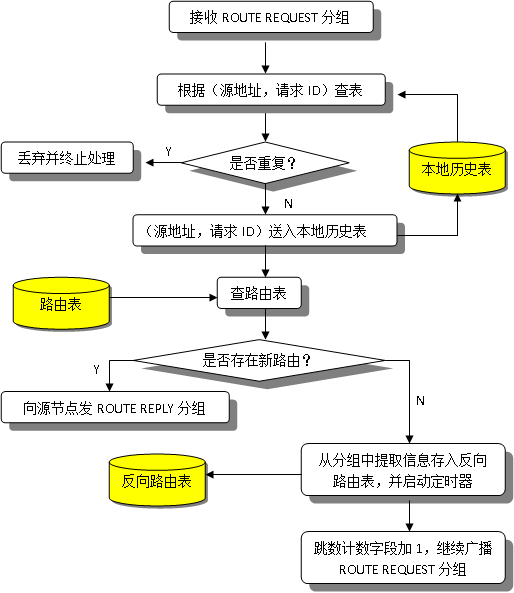 接收 ROUTE REQUEST 分组
根据（源地址，请求 ID）查表
Y
丢弃并终止处理
是否重复？
本地历史表
N
（源地址，请求 ID）送入本地历史表
路由表
查路由表
是否存在新路由？
Y
向源节点发 ROUTE REPLY 分组
N
从分组中提取信息存入反向
路由表，并启动定时器
反向路由表
跳数计数字段加 1，继续广播
ROUTE REQUEST 分组